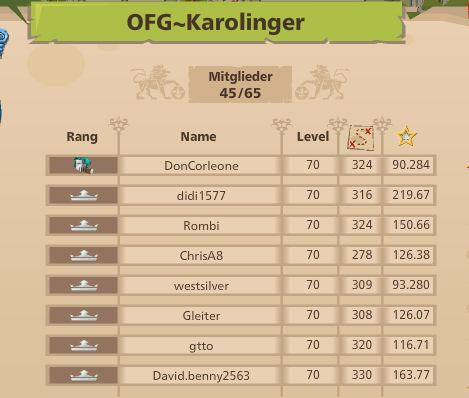 OFG~Karolinger
Mitglieder
45/65
Rang Name Level
DonCorleone 70 324 90.284
didi1577 70 316 219.67
Rombi 70 324 150.66
ChrisA8 70 278 126.38
westsilver 70 309 93.280
Gleiter 70 308 126.07
gtto 70 320 116.71
David.benny2563 70 330 163.77